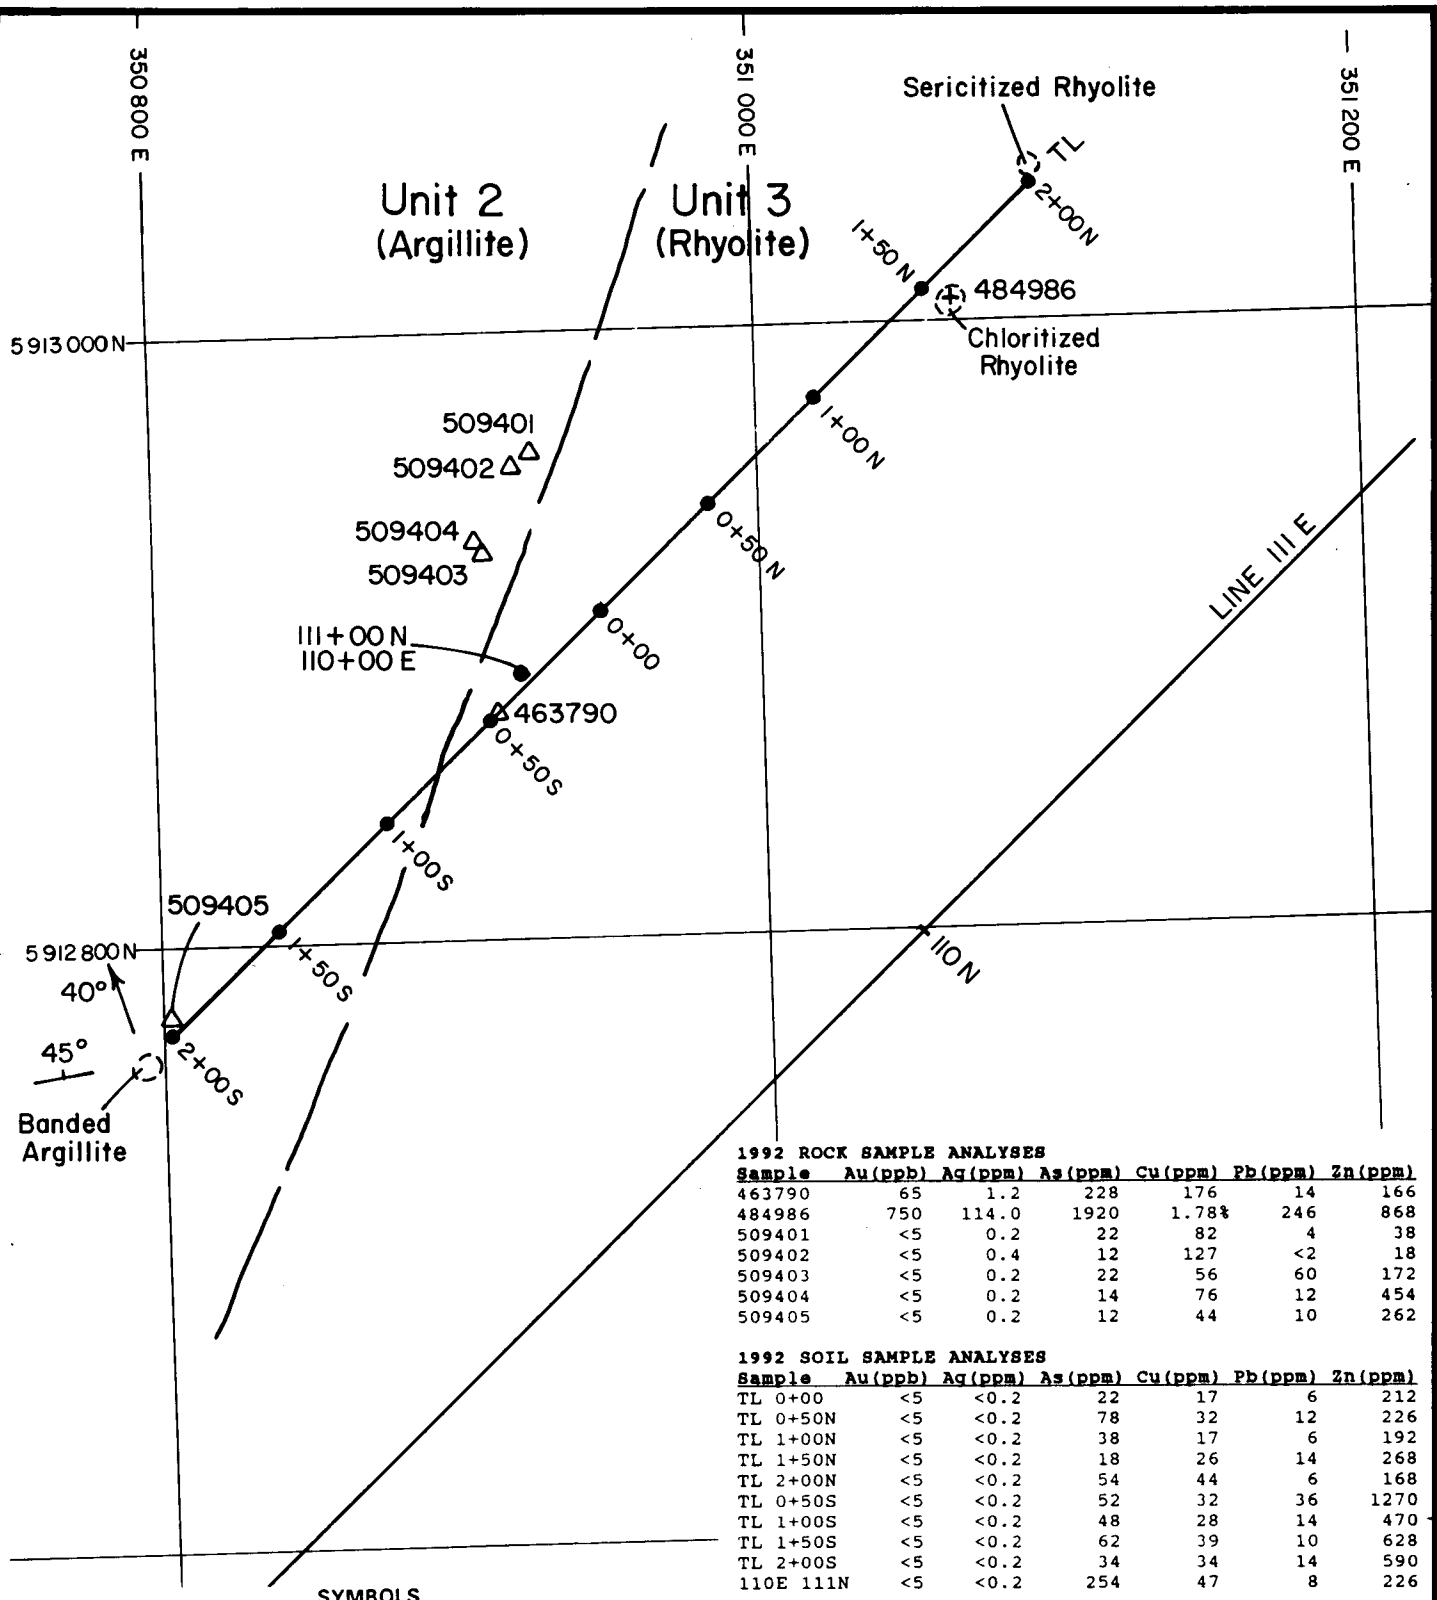 350800 E
351 000 E
351200 E
Sericitized Rhyolite
TL
2+00N
Unit 2
(Argillite)
Unit 3
(Rhyolite)
1+50 N
484986
Chloritized
Rhyolite
5913 000N
1+00 N
509401
509402
0+50 N
509404
509403
LINE 111 E
0+00
111+00 N
110+00 E
463790
0+50 S
1+00 S
509405
5912 800N
110 N
1+50 S
40°
45°
2+00S
Banded
Argillite
1992 ROCK SAMPLE ANALYSES
Sample Au(ppb) Ag(ppm) As(ppm) Cu(ppm) Pb(ppm) Zn(ppm)
463790 65 1.2 228 176 14 166
484986 750 114.0 1920 1.78% 246 868
509401 <5 0.2 22 82 4 38
509402 <5 0.4 12 127 <2 18
509403 <5 0.2 22 56 60 172
509404 <5 0.2 14 76 12 454
509405 <5 0.2 12 44 10 262
1992 SOIL SAMPLE ANALYSES
Sample Au(ppb) Ag(ppm) As(ppm) Cu(ppm) Pb(ppm) Zn(ppm)
TL 0+00 <5 <0.2 22 17 6 212
TL 0+50N <5 <0.2 78 32 12 226
TL 1+00N <5 <0.2 38 17 6 192
TL 1+50N <5 <0.2 18 26 14 268
TL 2+00N <5 <0.2 54 44 6 168
TL 0+50S <5 <0.2 52 32 36 1270
TL 1+00S <5 <0.2 48 28 14 470
TL 1+50S <5 <0.2 62 39 10 628
TL 2+00S <5 <0.2 34 34 14 590
110E 111N <5 <0.2 254 47 8 226
SYMBOLS